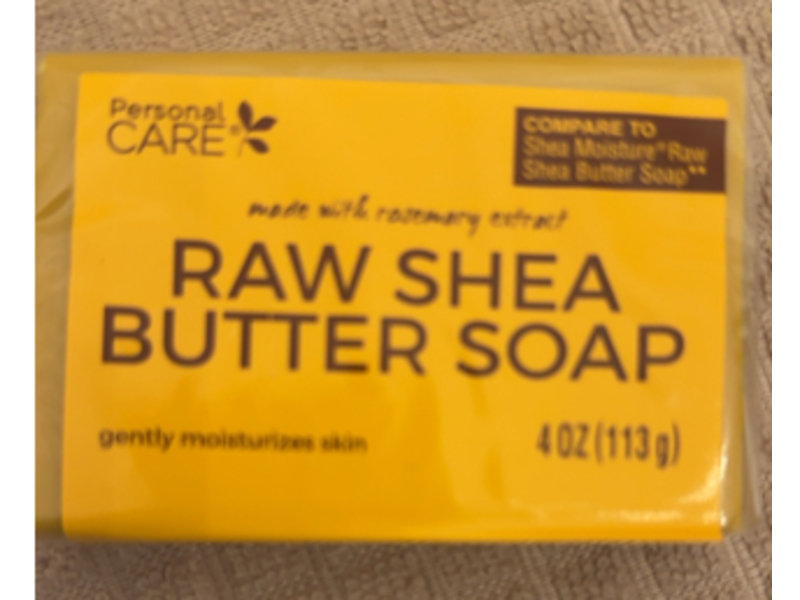 Personal
CARE®
COMPARE TO
Shea Moisture® Raw
Shea Butter Soap**
made with rosemary extract
RAW SHEA
BUTTER SOAP
gently moisturizes skin
4 OZ (113 g)